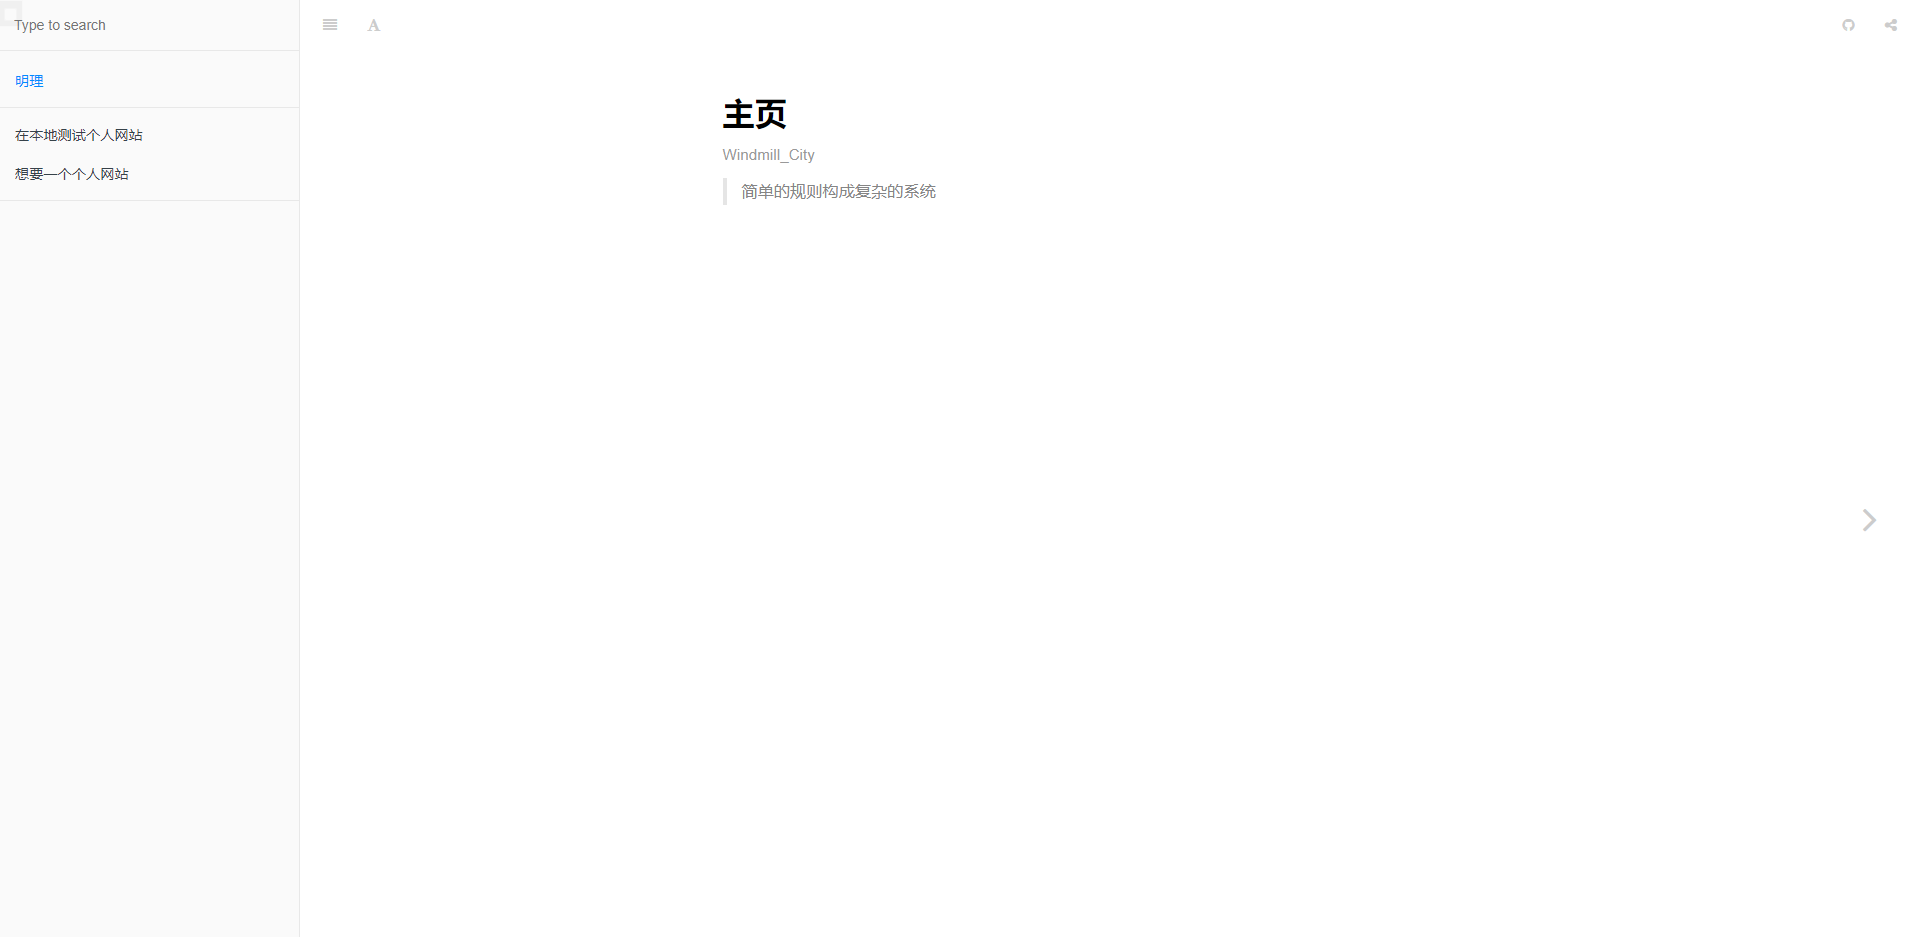 Type to search
明理
在本地测试个人网站
想要一个个人网站
A
主页
Windmill_City
简单的规则构成复杂的系统